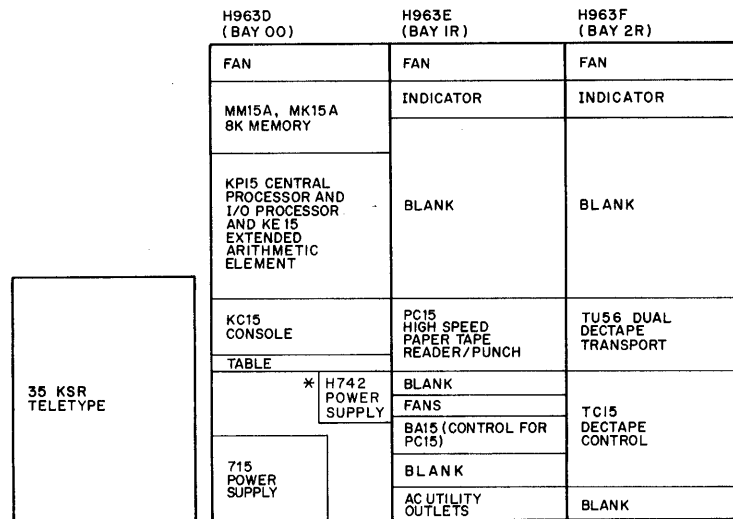 H963D
(BAY 00)
H963E
(BAY 1R)
H963F
(BAY 2R)
FAN
FAN
FAN
MM15A, MK15A
8K MEMORY
INDICATOR
INDICATOR
KP15 CENTRAL
PROCESSOR AND
I/O PROCESSOR
AND KE15
EXTENDED
ARITHMETIC
ELEMENT
BLANK
BLANK
KC15
CONSOLE
PC15
HIGH SPEED
PAPER TAPE
READER/PUNCH
TU56 DUAL
DECTAPE
TRANSPORT
TABLE
35 KSR
TELETYPE
* H742
POWER
SUPPLY
BLANK
FANS
BA15 (CONTROL FOR
PC15)
BLANK
TC15
DECTAPE
CONTROL
715
POWER
SUPPLY
AC UTILITY
OUTLETS
BLANK